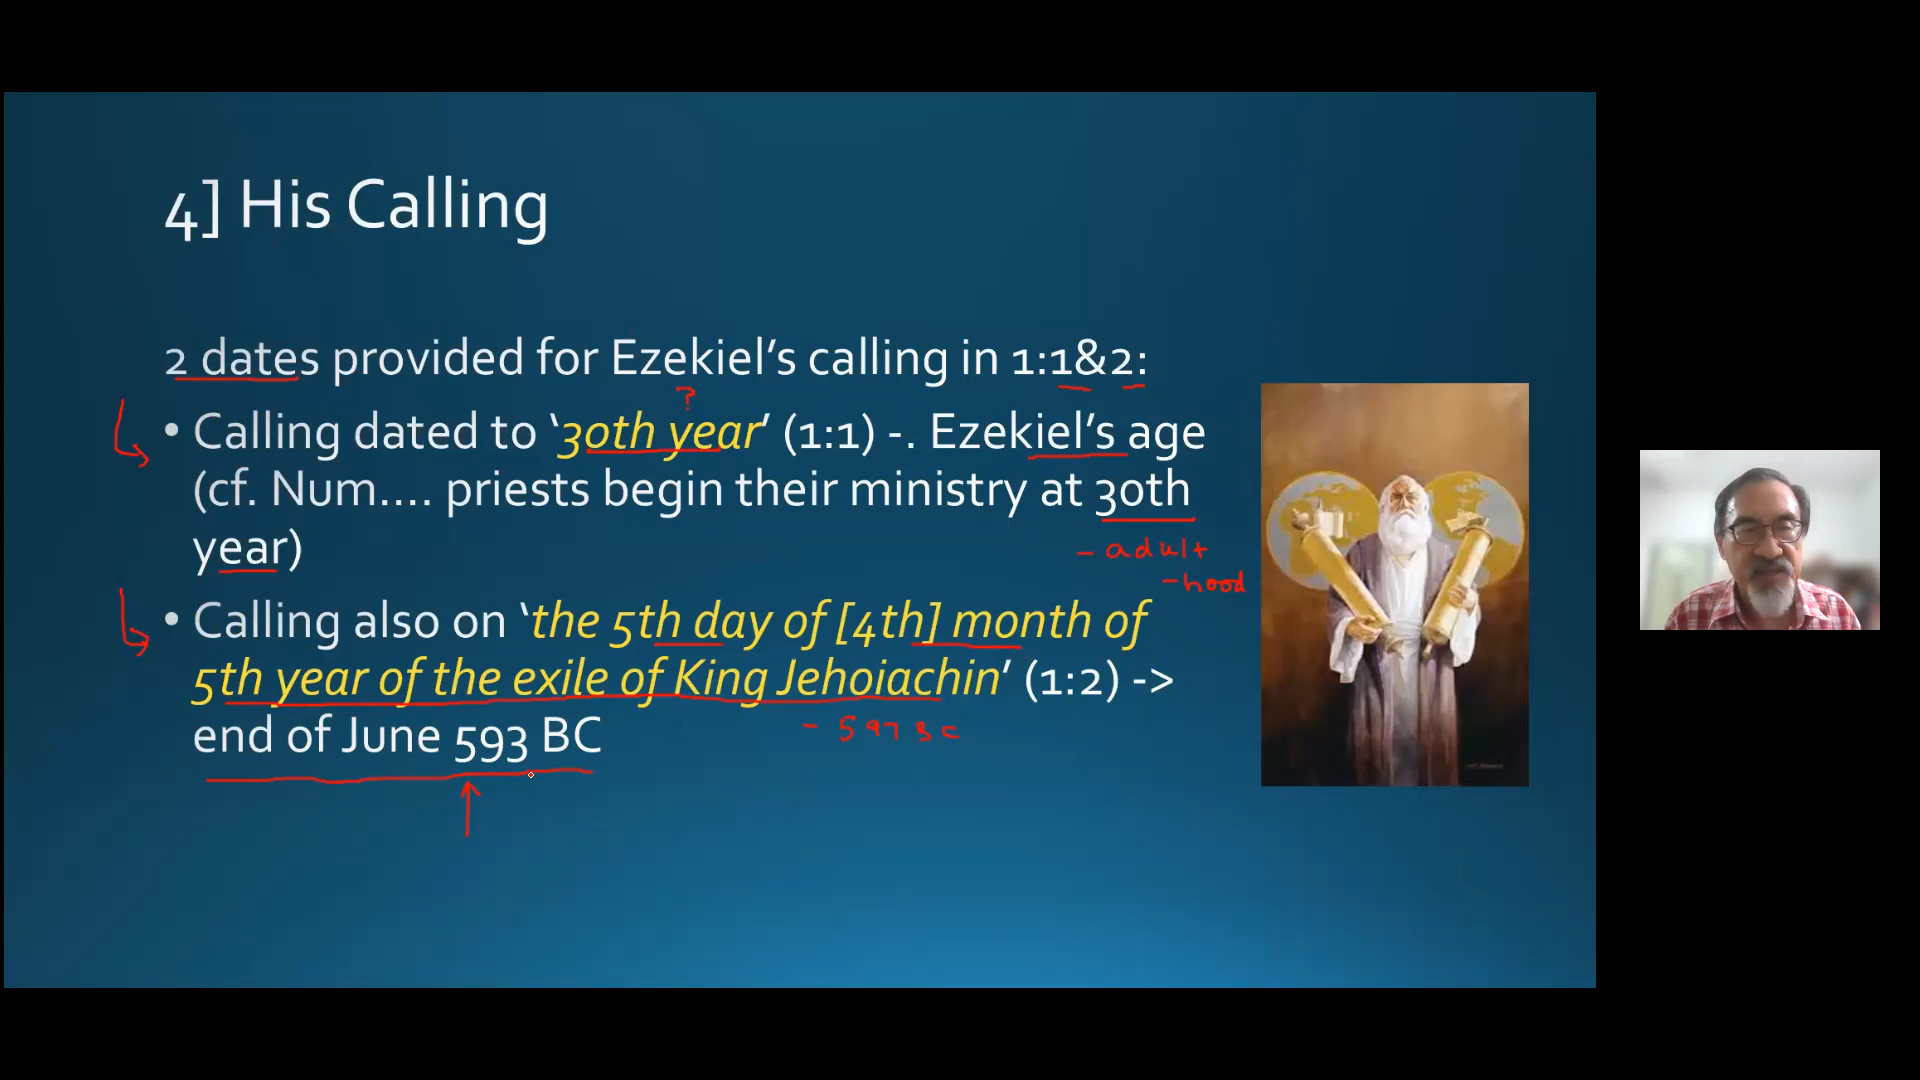 4] His Calling
2 dates provided for Ezekiel's calling in 1:1&2:
?
• Calling dated to '30th year' (1:1) -. Ezekiel's age
(cf. Num.... priests begin their ministry at 30th
year)
- adult
- hood
• Calling also on 'the 5th day of [4th] month of
5th year of the exile of King Jehoiachin' (1:2) ->
end of June 593 BC
- 597 BC